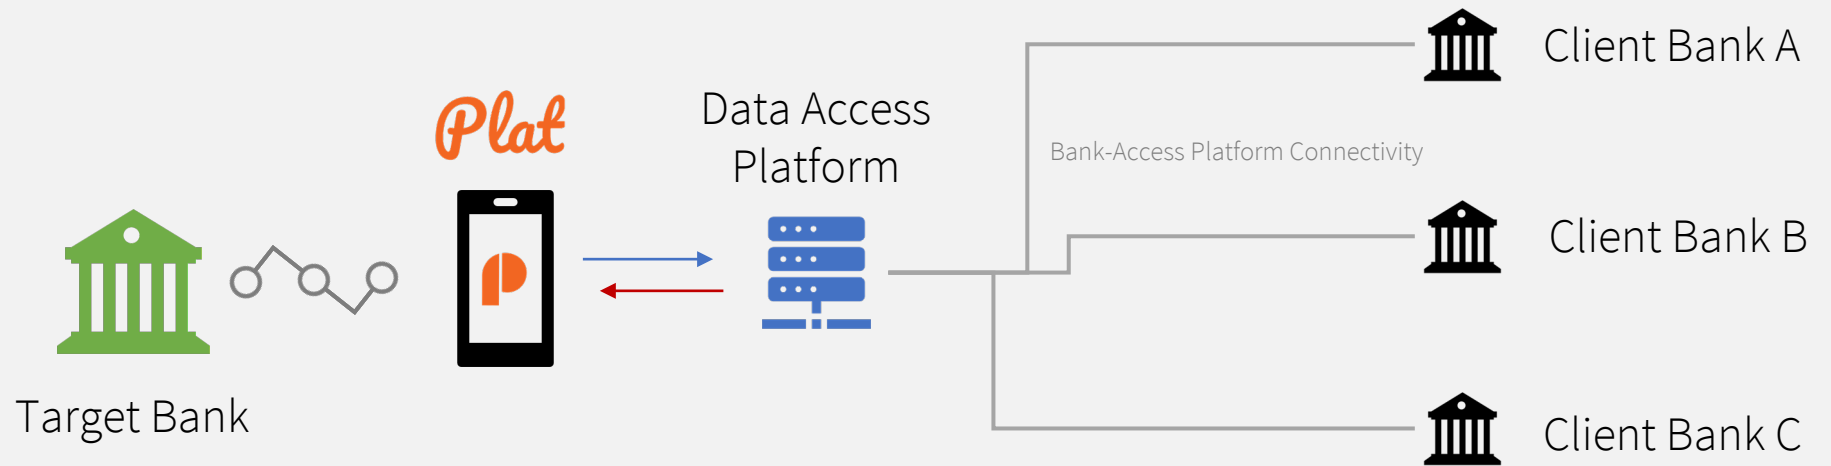 Client Bank A
Plat
Data Access
Platform
Bank-Access Platform Connectivity
Client Bank B
Target Bank
Client Bank C